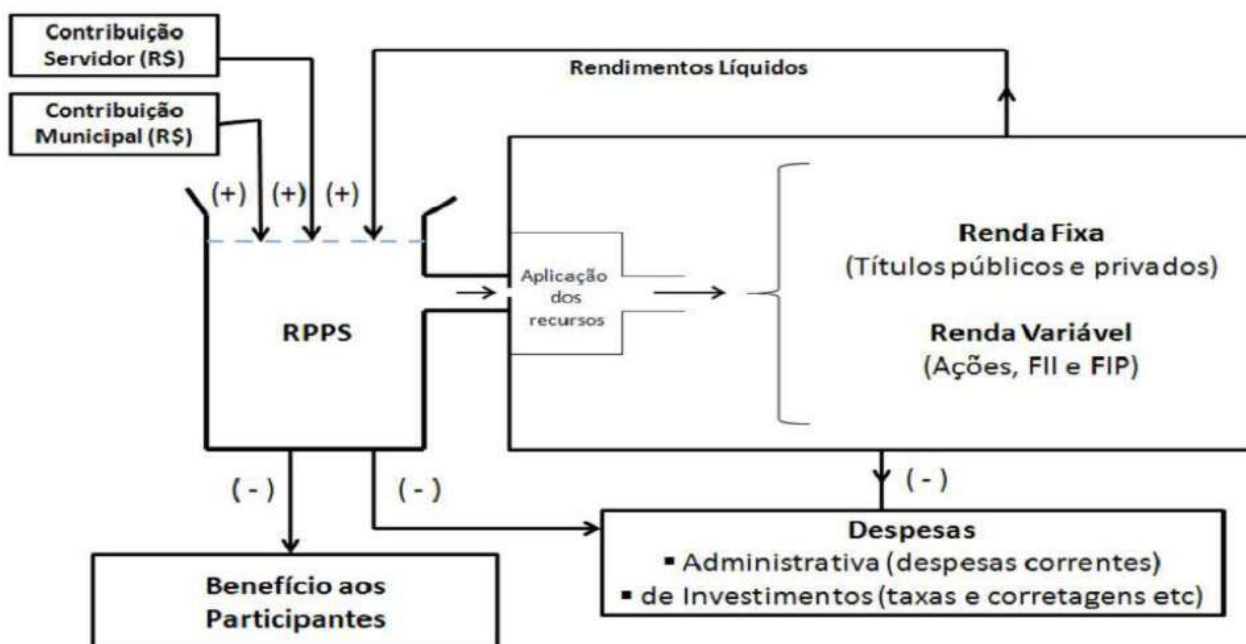 Contribuição
Servidor (R$)
Contribuição
Municipal (R$)
Rendimentos Líquidos
(+) (+) (+)
Aplicação
dos
recursos
RPPS
Renda Fixa
(Títulos públicos e privados)
Renda Variável
(Ações, FII e FIP)
(-)
(-)
(-)
Benefício aos
Participantes
Despesas
▪ Administrativa (despesas correntes)
▪ de Investimentos (taxas e corretagens etc)